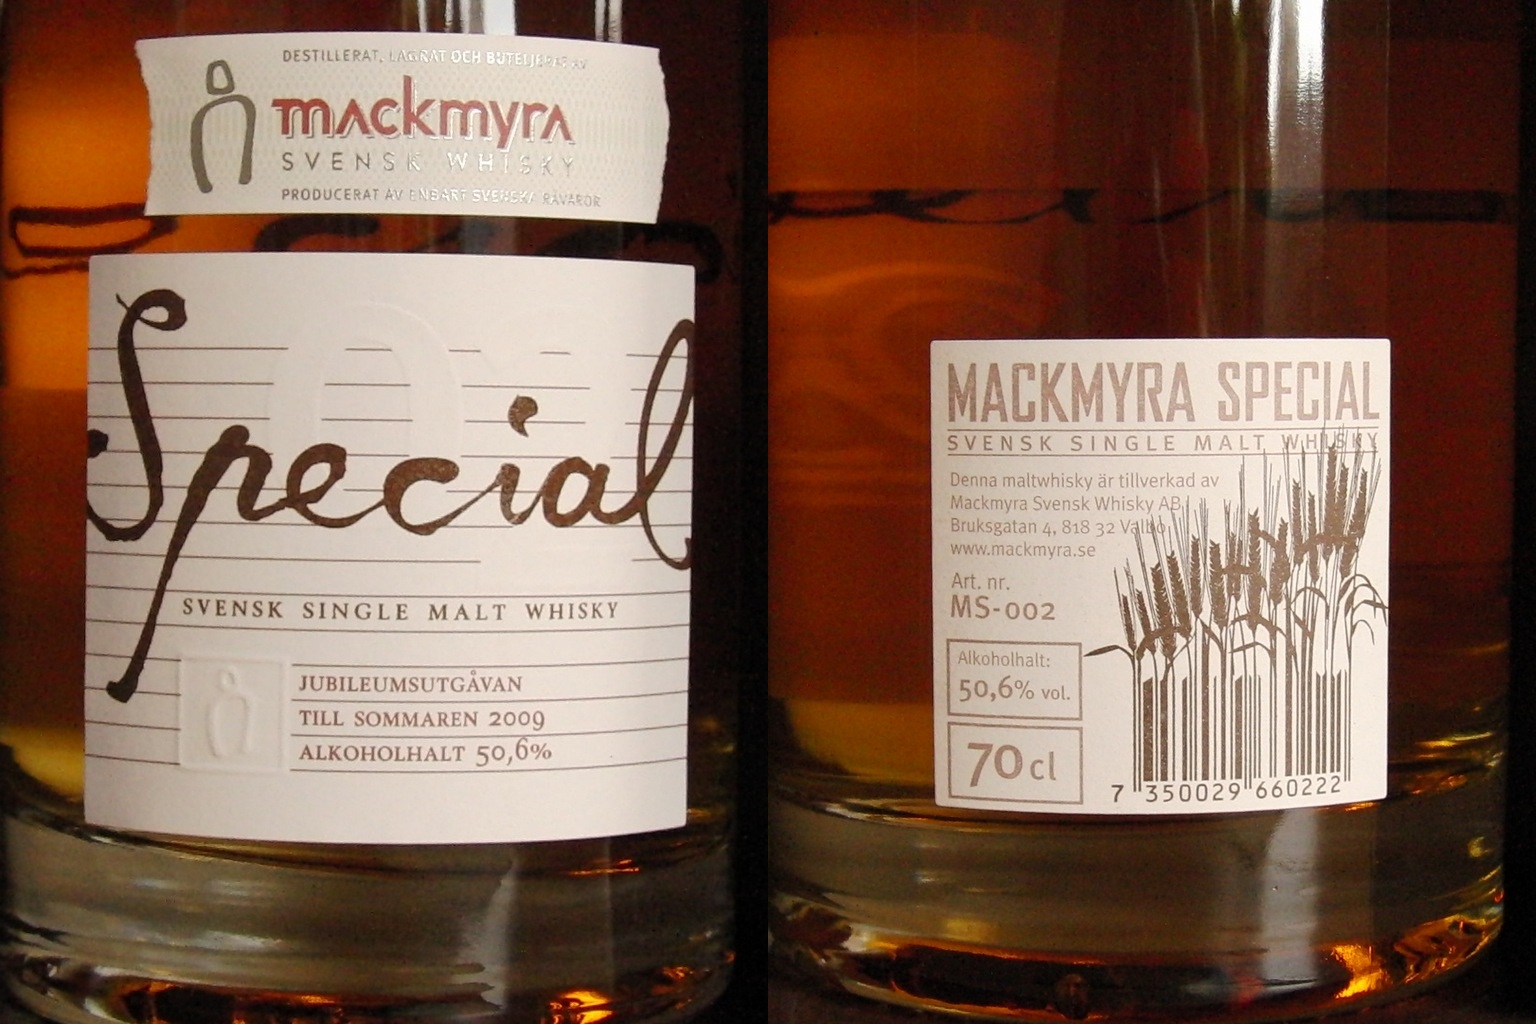 DESTILLERAT, LAGRAT OCH BUTELJERAT AV
mackmyra
SVENSK WHISKY
PRODUCERAT AV ENBART SVENSKA RÅVAROR
Special
SVENSK SINGLE MALT WHISKY
JUBILEUMSUTGÅVAN
TILL SOMMAREN 2009
ALKOHOLHALT 50,6%
MACKMYRA SPECIAL
SVENSK SINGLE MALT WHISKY
Denna maltwhisky är tillverkad av
Mackmyra Svensk Whisky AB,
Bruksgatan 4, 818 32 Valbo
www.mackmyra.se
Art. nr.
MS-002
Alkoholhalt:
50,6% vol.
70 cl
7 350029 660222